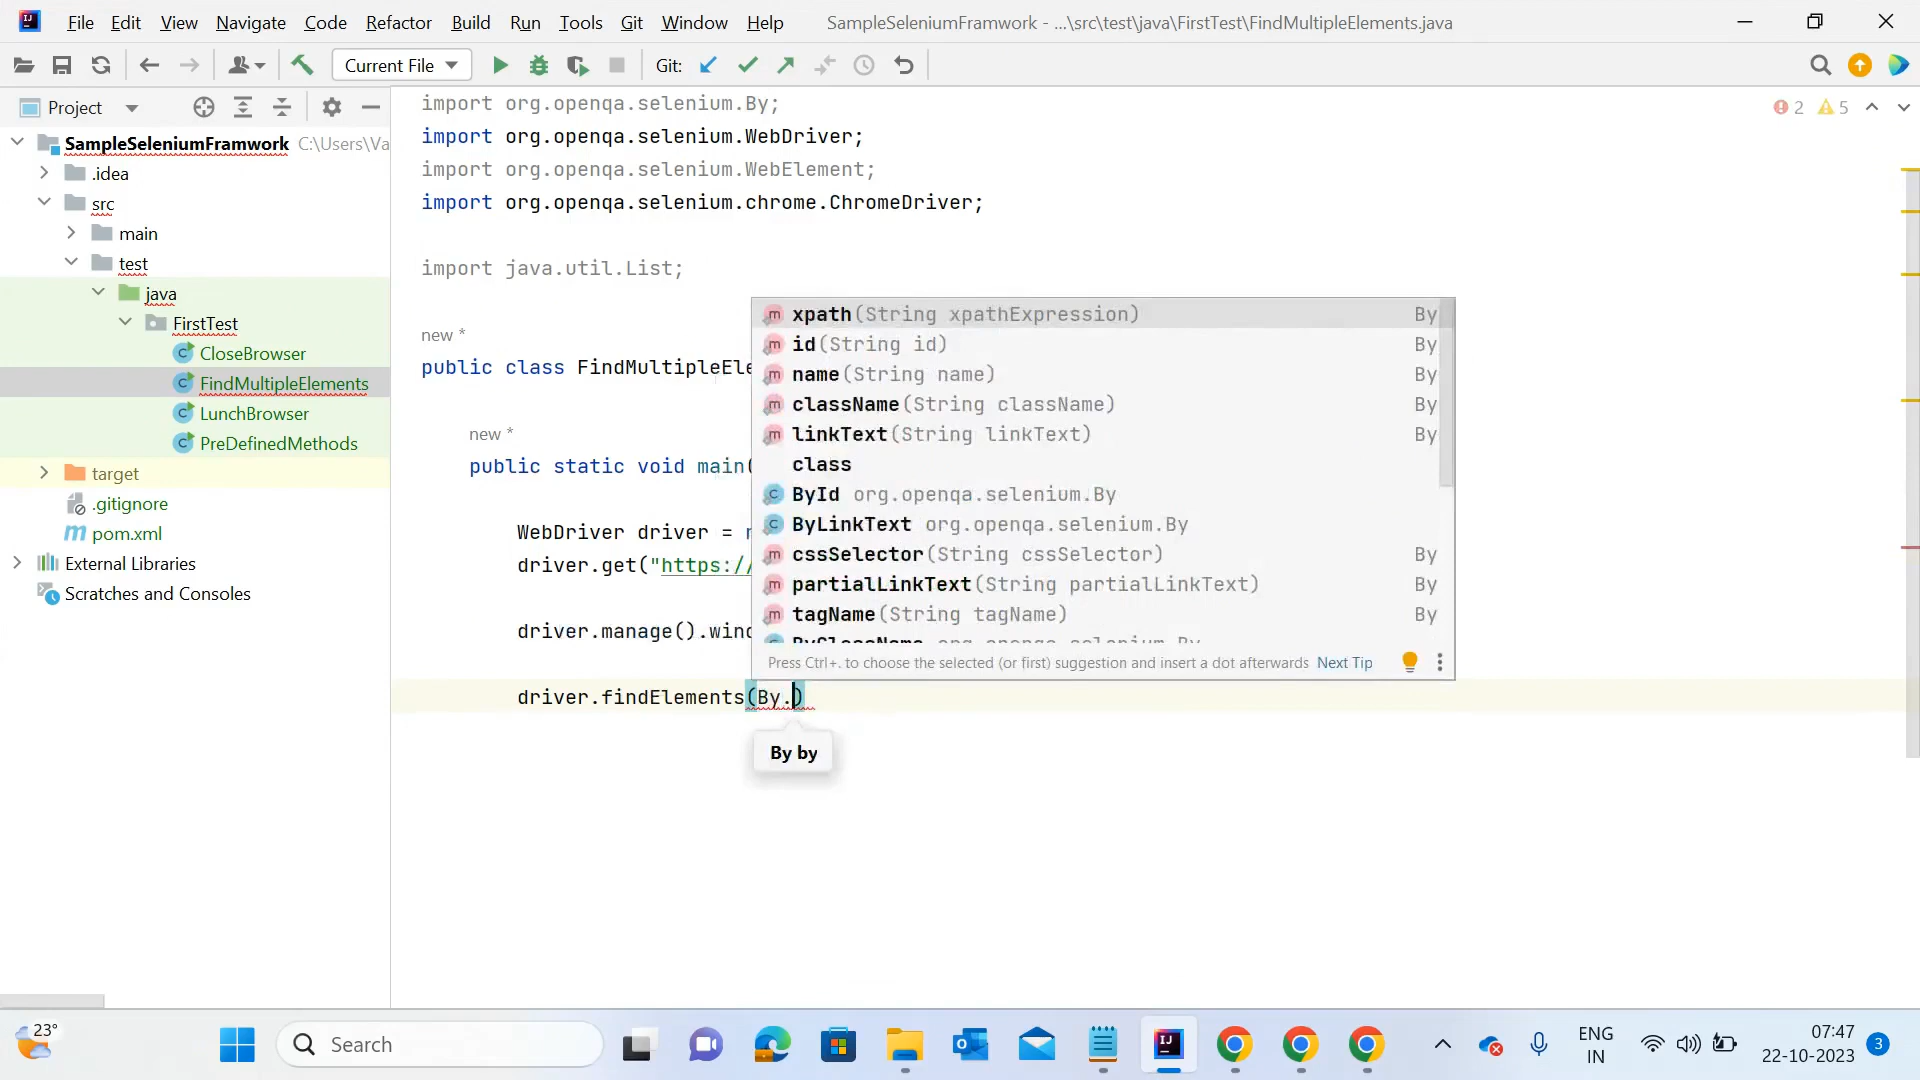 File Edit View Navigate Code Refactor Build Run Tools Git Window Help SampleSeleniumFramwork - ...\src\test\java\FirstTest\FindMultipleElements.java
Current File Git:
Project
SampleSeleniumFramwork C:\Users\Va
.idea
src
main
test
java
FirstTest
CloseBrowser
FindMultipleElements
LunchBrowser
PreDefinedMethods
target
.gitignore
pom.xml
External Libraries
Scratches and Consoles
import org.openqa.selenium.By;
import org.openqa.selenium.WebDriver;
import org.openqa.selenium.WebElement;
import org.openqa.selenium.chrome.ChromeDriver;
import java.util.List;
2 5
new *
public class FindMultipleEle
new *
public static void main(
WebDriver driver = n
driver.get("https://
driver.manage().wind
driver.findElements(By.)
xpath(String xpathExpression) By
id(String id) By
name(String name) By
className(String className) By
linkText(String linkText) By
class
ById org.openqa.selenium.By
ByLinkText org.openqa.selenium.By
cssSelector(String cssSelector) By
partialLinkText(String partialLinkText) By
tagName(String tagName) By
ByClassName org.openqa.selenium.By
Press Ctrl+. to choose the selected (or first) suggestion and insert a dot afterwards Next Tip
By by
23°
Search
ENG
IN
07:47
22-10-2023
3